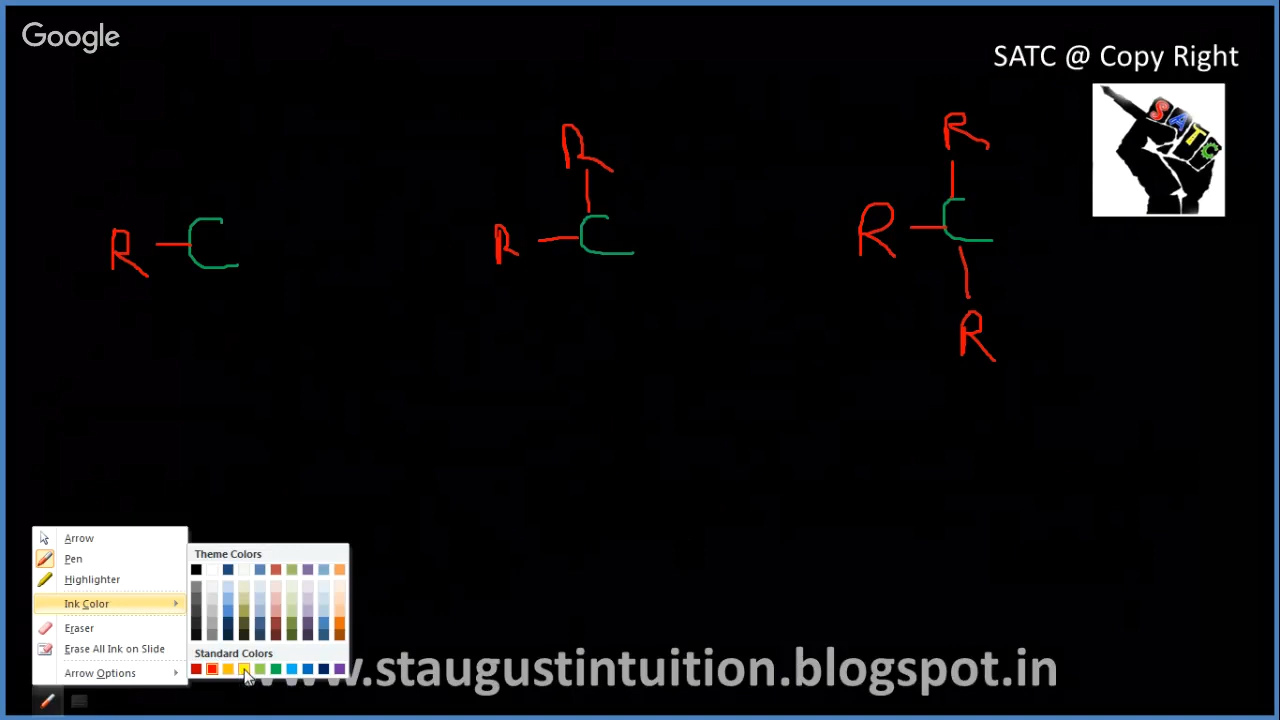 Google
SATC @ Copy Right
SATC
R
R
R — C
R — C
R — C
R
Arrow
Pen
Highlighter
Ink Color
Eraser
Erase All Ink on Slide
Arrow Options
Theme Colors
Standard Colors
www.staugustintuition.blogspot.in